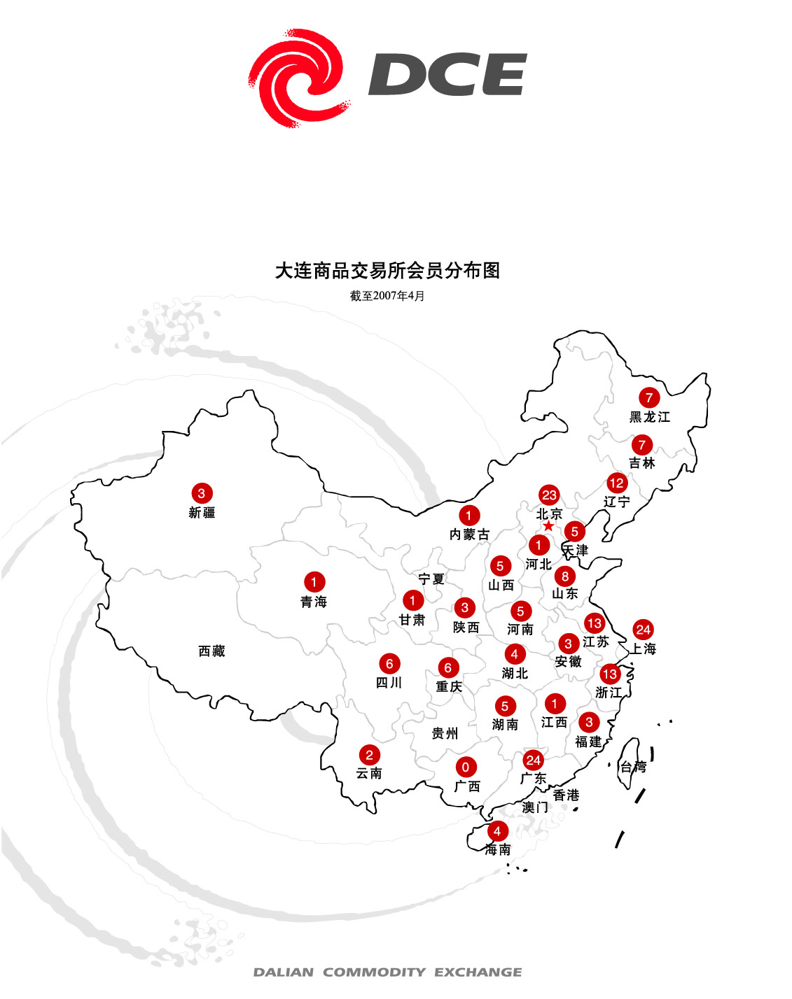 DCE
大连商品交易所会员分布图
截至2007年4月
7
黑龙江
7
吉林
12
辽宁
3
新疆
23
北京
1
内蒙古
5
天津
1
河北
5
山西
8
山东
宁夏
1
青海
1
甘肃
3
陕西
5
河南
13
江苏
24
上海
3
安徽
西藏
4
湖北
6
四川
6
重庆
13
浙江
5
湖南
1
江西
3
福建
贵州
2
云南
0
广西
24
广东
台湾
香港
澳门
4
海南
DALIAN COMMODITY EXCHANGE